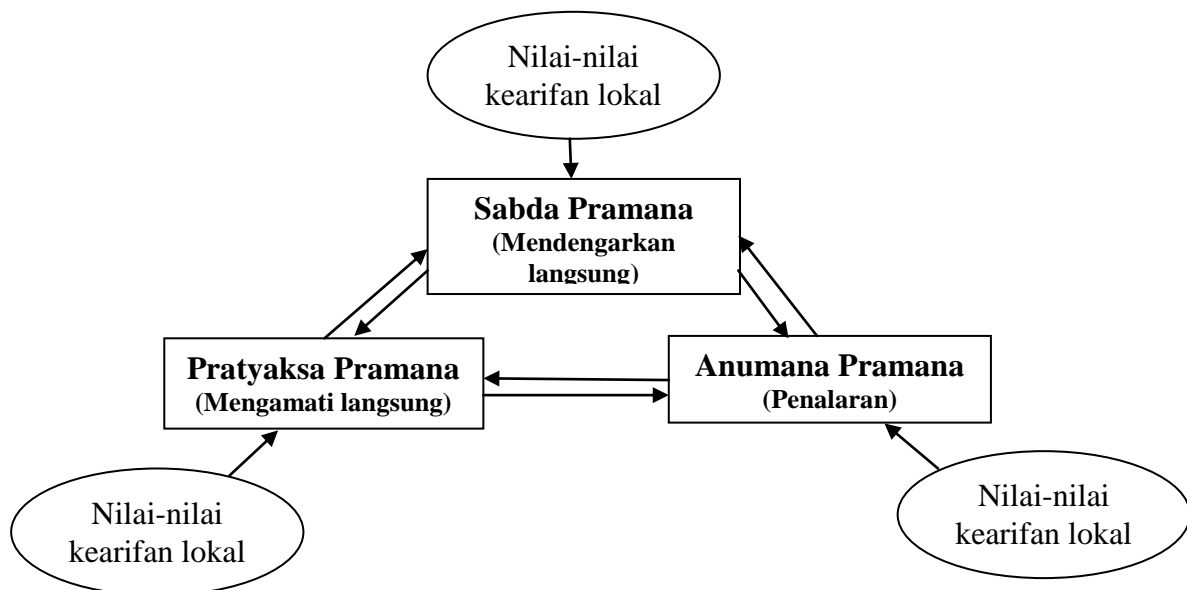 Nilai-nilai
kearifan lokal
Sabda Pramana
(Mendengarkan
langsung)
Pratyaksa Pramana
(Mengamati langsung)
Anumana Pramana
(Penalaran)
Nilai-nilai
kearifan lokal
Nilai-nilai
kearifan lokal